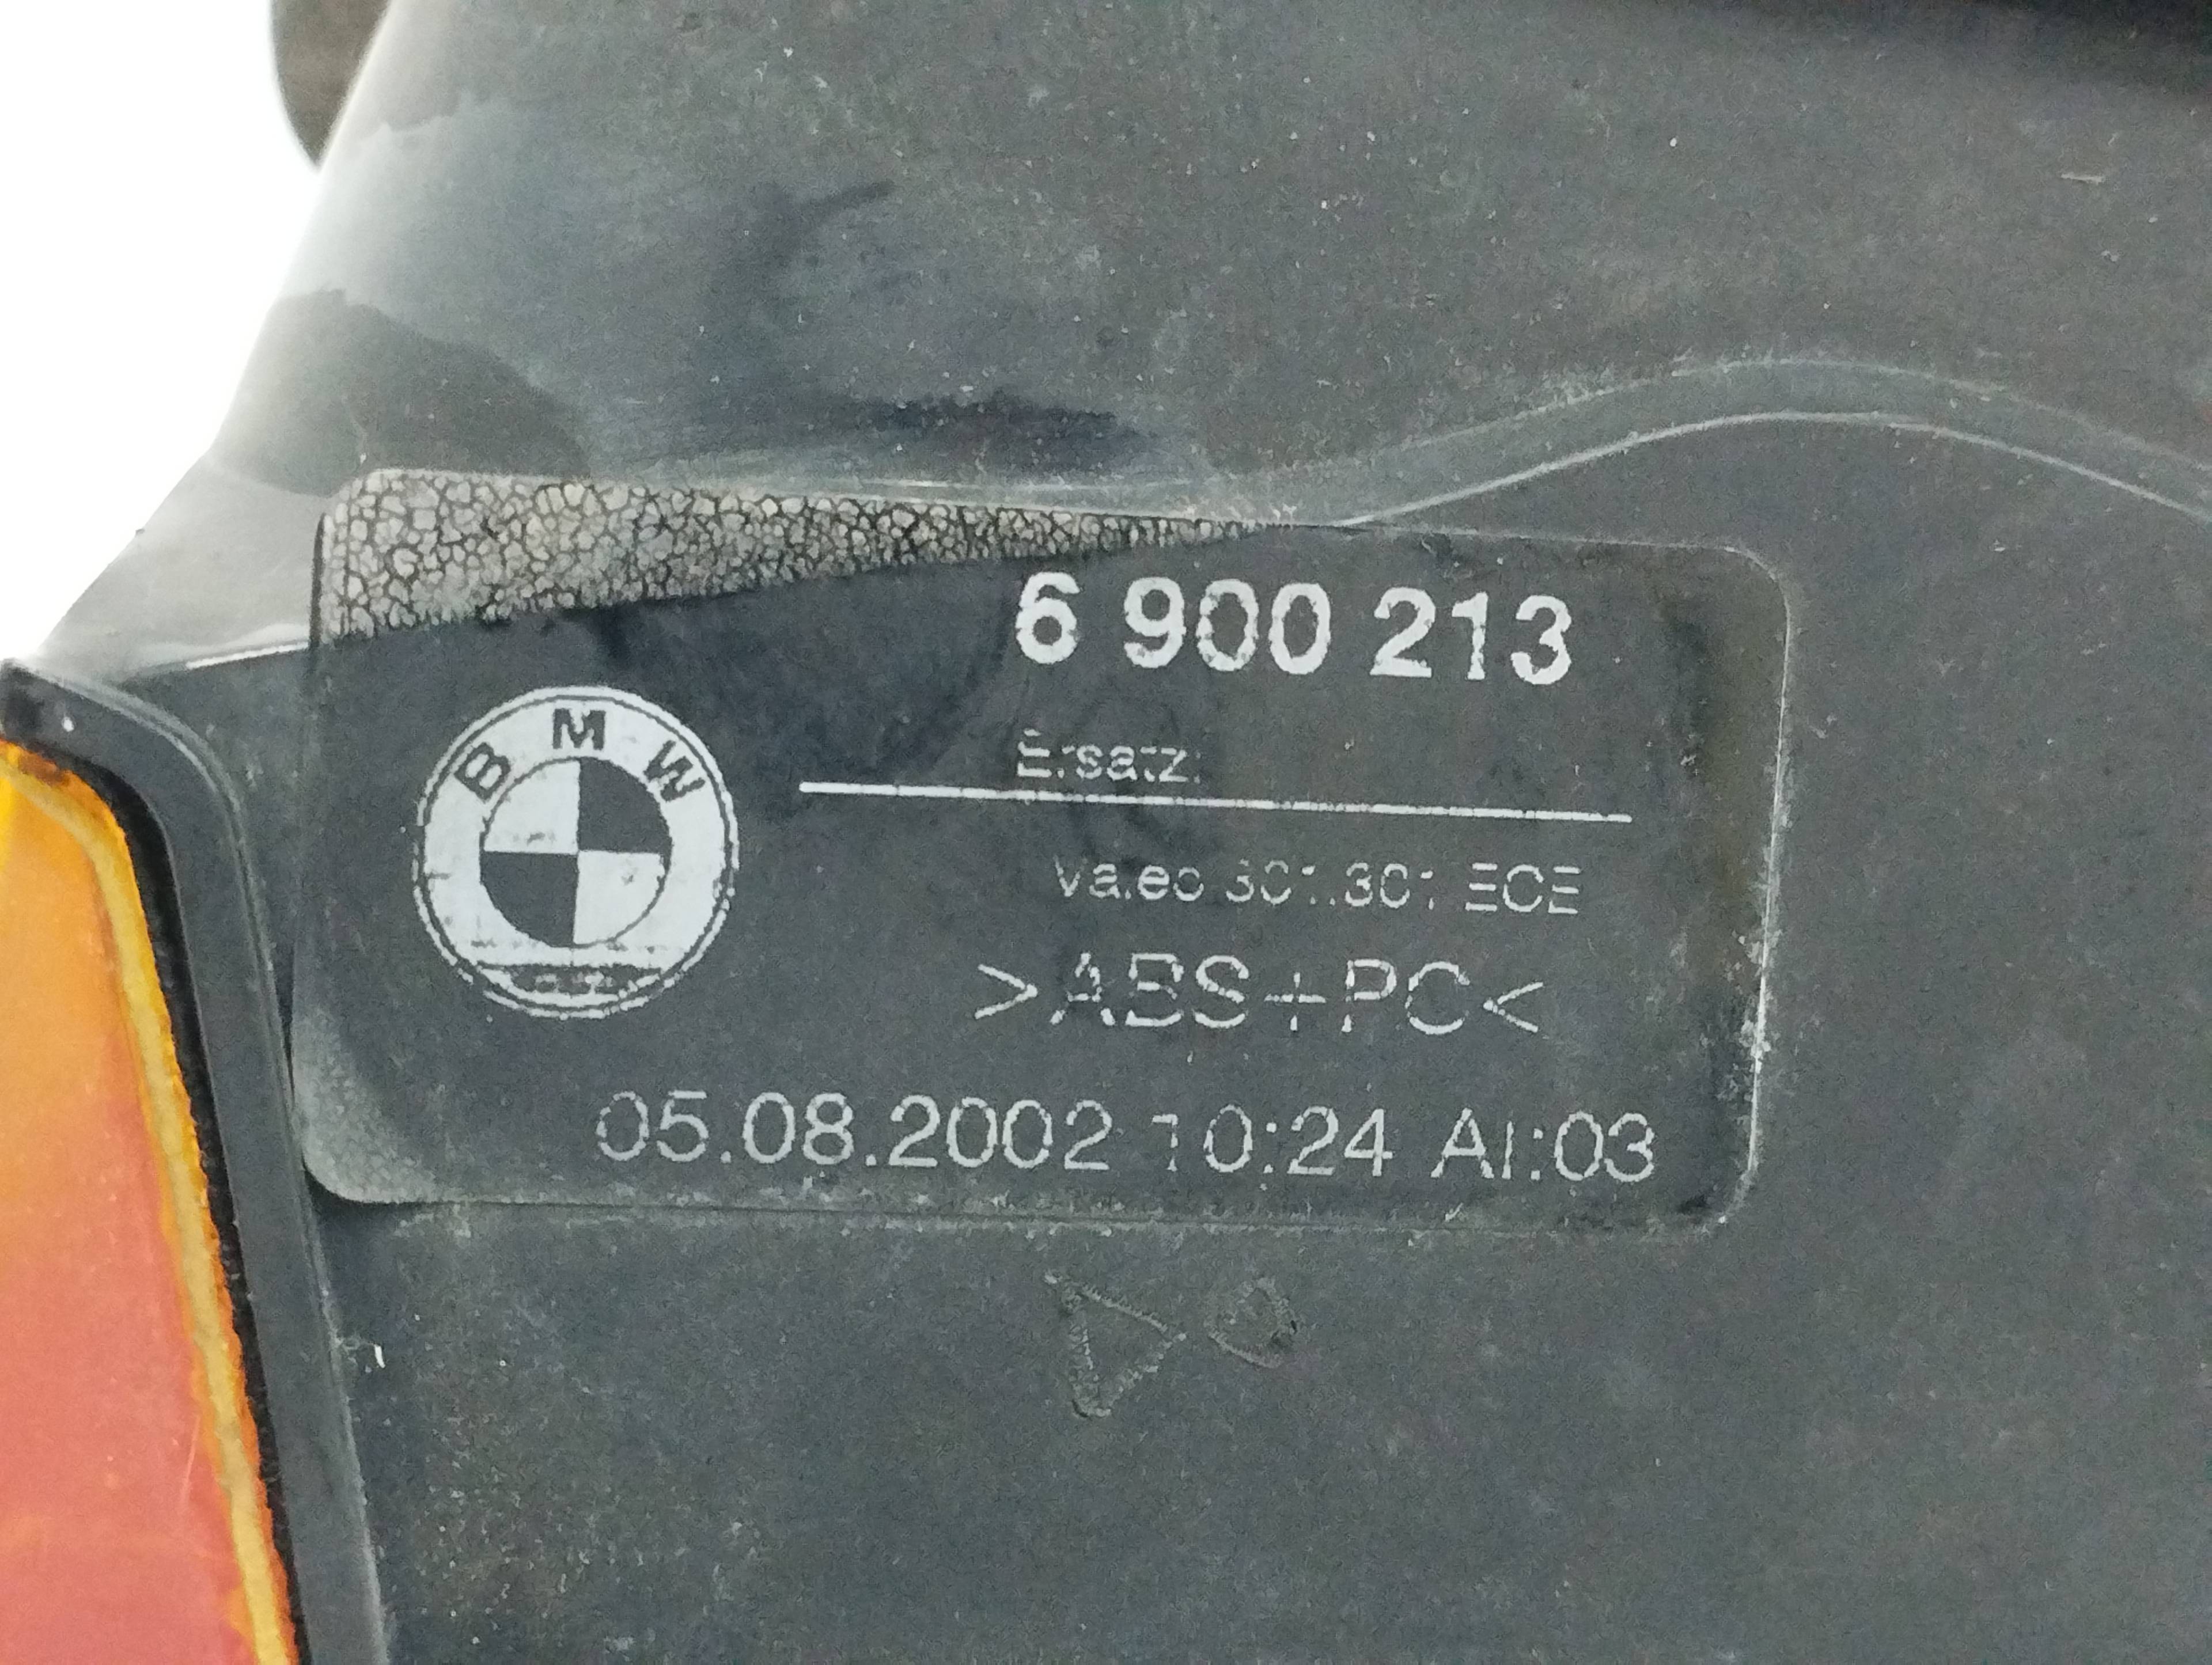 6 900 213
Ersatz:
BMW
Valeo 301.301 ECE
>ABS+PC<
05.08.2002 10:24 AI:03